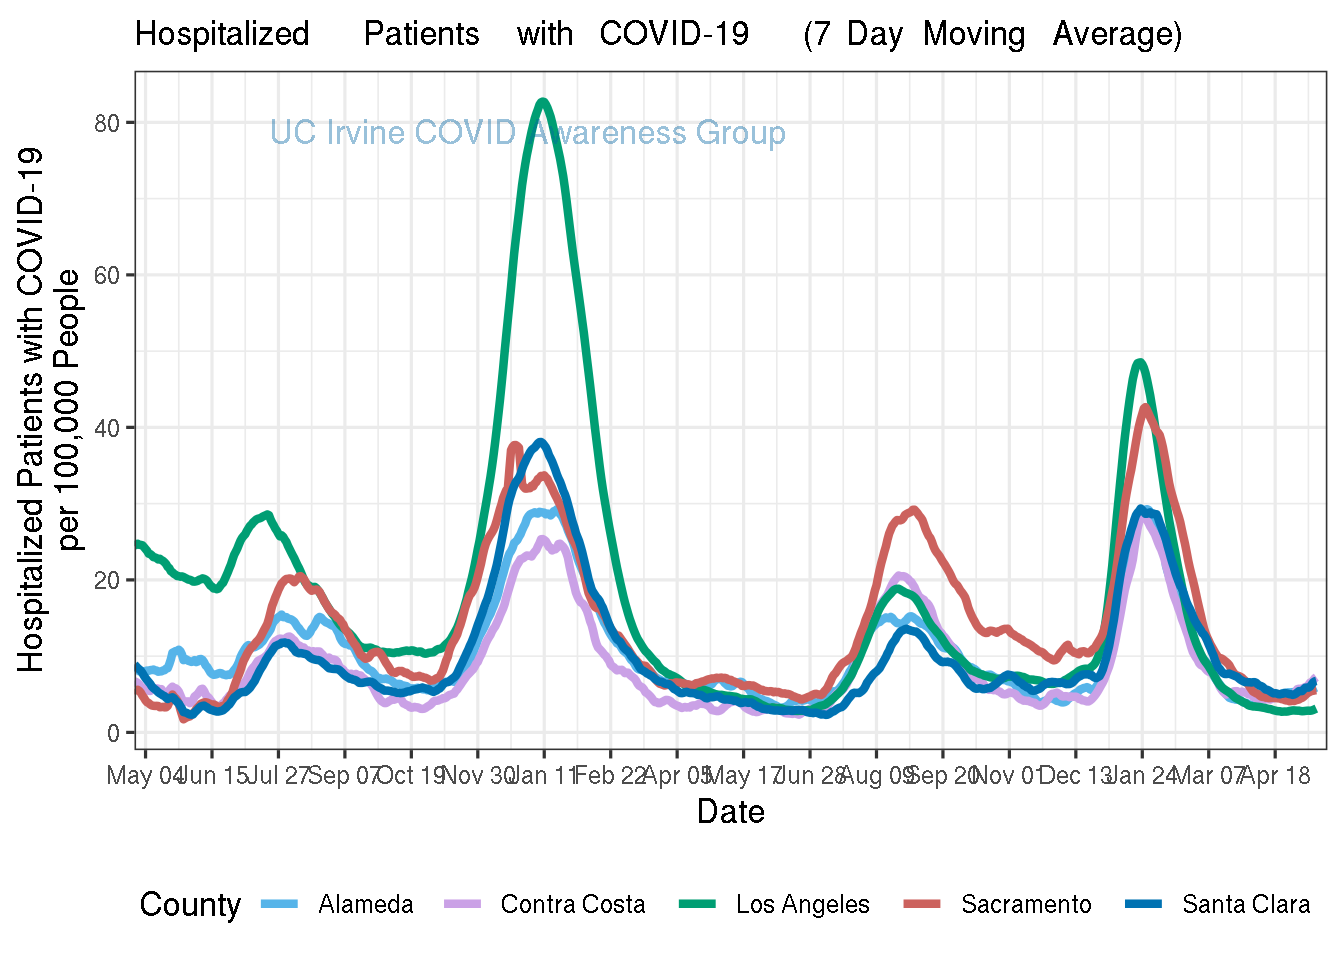 Hospitalized Patients with COVID-19 (7 Day Moving Average)
UC Irvine COVID Awareness Group
Hospitalized Patients with COVID-19
per 100,000 People
80
60
40
20
0
May 04 Jun 15 Jul 27 Sep 07 Oct 19 Nov 30 Jan 11 Feb 22 Apr 05 May 17 Jun 28 Aug 09 Sep 20 Nov 01 Dec 13 Jan 24 Mar 07 Apr 18
Date
County Alameda Contra Costa Los Angeles Sacramento Santa Clara